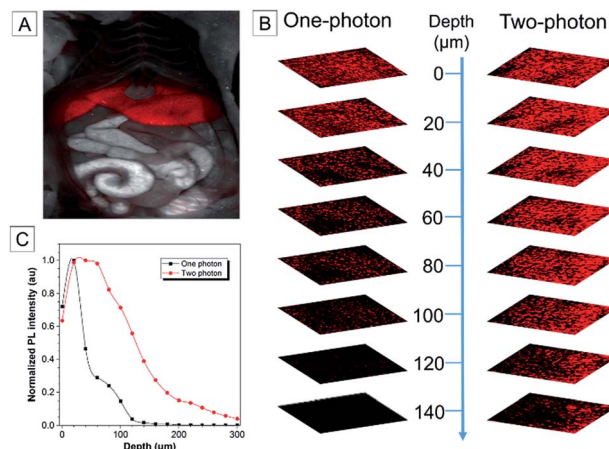 A
B
One-photon
Depth
(μm)
Two-photon
0
20
40
60
80
100
120
140
C
Normalized PL intensity (au)
1.0
0.8
0.6
0.4
0.2
0.0
One photon
Two photon
0
100
200
300
Depth (μm)